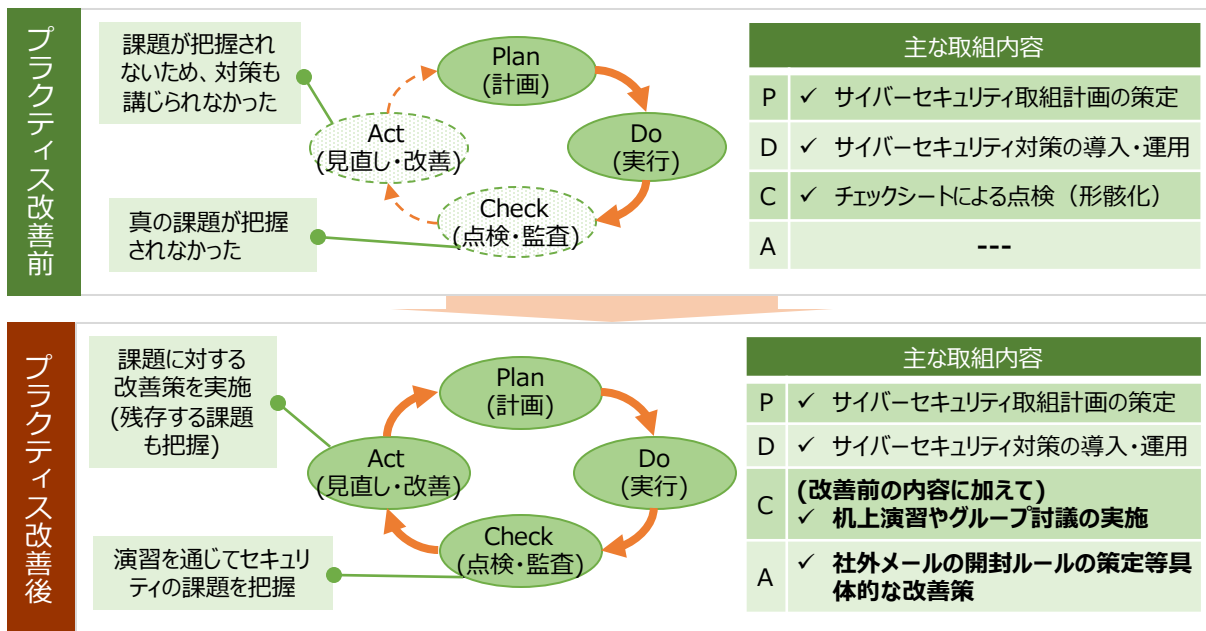 プラクティス改善前
課題が把握され
ないため、対策も
講じられなかった
真の課題が把握
されなかった
Plan
(計画)
Do
(実行)
Check
(点検・監査)
Act
(見直し・改善)
主な取組内容
P ✓ サイバーセキュリティ取組計画の策定
D ✓ サイバーセキュリティ対策の導入・運用
C ✓ チェックシートによる点検（形骸化）
A ---
プラクティス改善後
課題に対する
改善策を実施
(残存する課題
も把握)
演習を通じてセキュリ
ティの課題を把握
Plan
(計画)
Do
(実行)
Check
(点検・監査)
Act
(見直し・改善)
主な取組内容
P ✓ サイバーセキュリティ取組計画の策定
D ✓ サイバーセキュリティ対策の導入・運用
C (改善前の内容に加えて)
✓ 机上演習やグループ討議の実施
A ✓ 社外メールの開封ルールの策定等具
体的な改善策